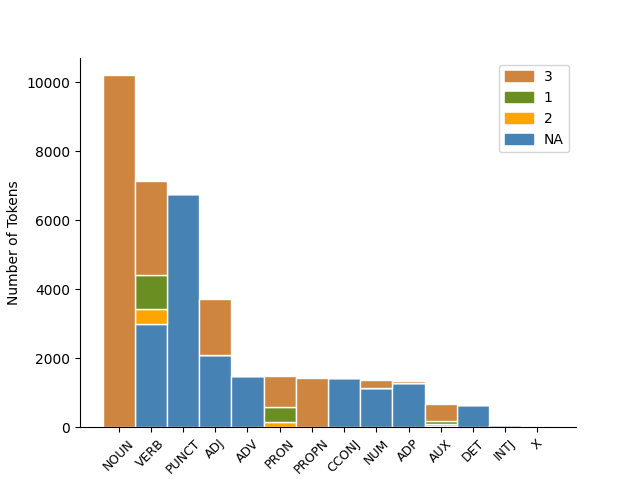 3
1
2
NA
10000
8000
6000
4000
2000
0
Number of Tokens
NOUN
VERB
PUNCT
ADJ
ADV
PRON
PROPN
CCONJ
NUM
ADP
AUX
DET
INTJ
X